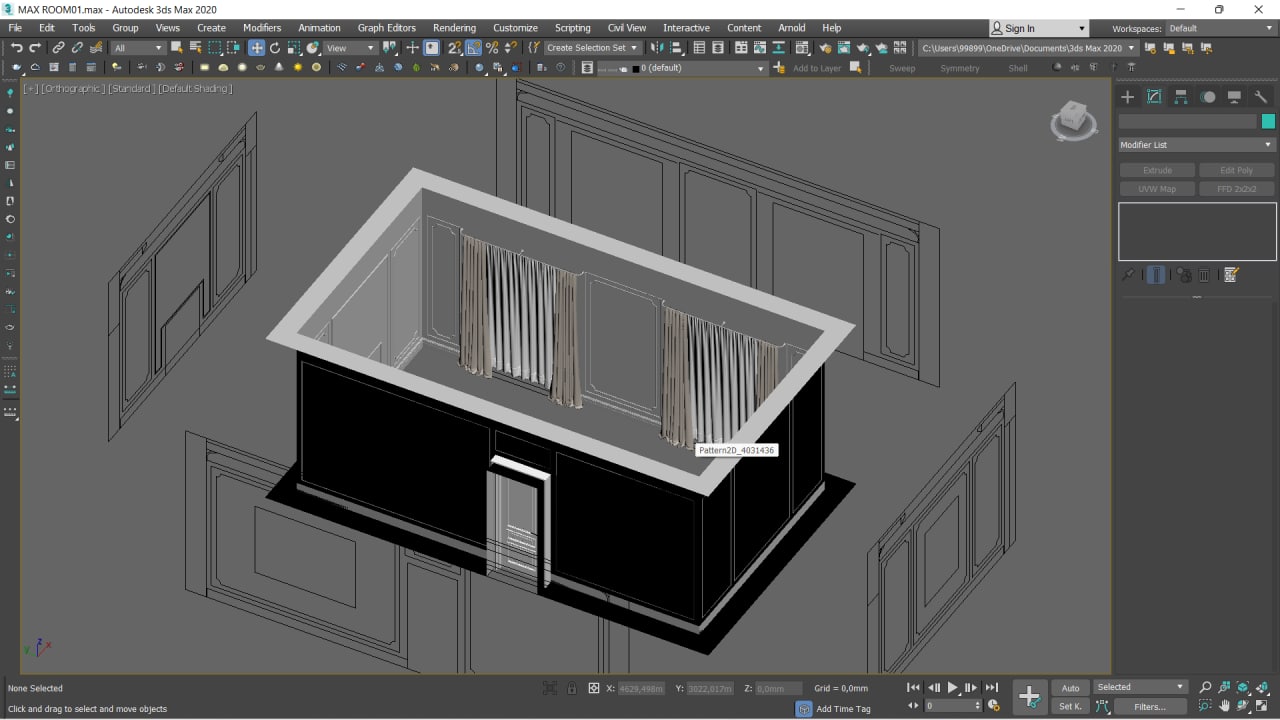 MAX ROOM01.max - Autodesk 3ds Max 2020
File Edit Tools Group Views Create Modifiers Animation Graph Editors Rendering Customize Scripting Civil View Interactive Content Arnold Help
Sign In
Workspaces: Default
All
View
Create Selection Set
C:\Users\99899\OneDrive\Documents\3ds Max 2020
0 (default)
Add to Layer
Sweep Symmetry Shell
[+] [Orthographic] [Standard] [Default Shading]
Modifier List
Extrude Edit Poly
UVW Map FFD 2x2x2
Pattern2D_4031436
z
y x
None Selected
X: 4629,498m Y: 3022,017m Z: 0,0mm Grid = 0,0mm
Auto Selected
Click and drag to select and move objects
Add Time Tag
0
Set K. Filters...